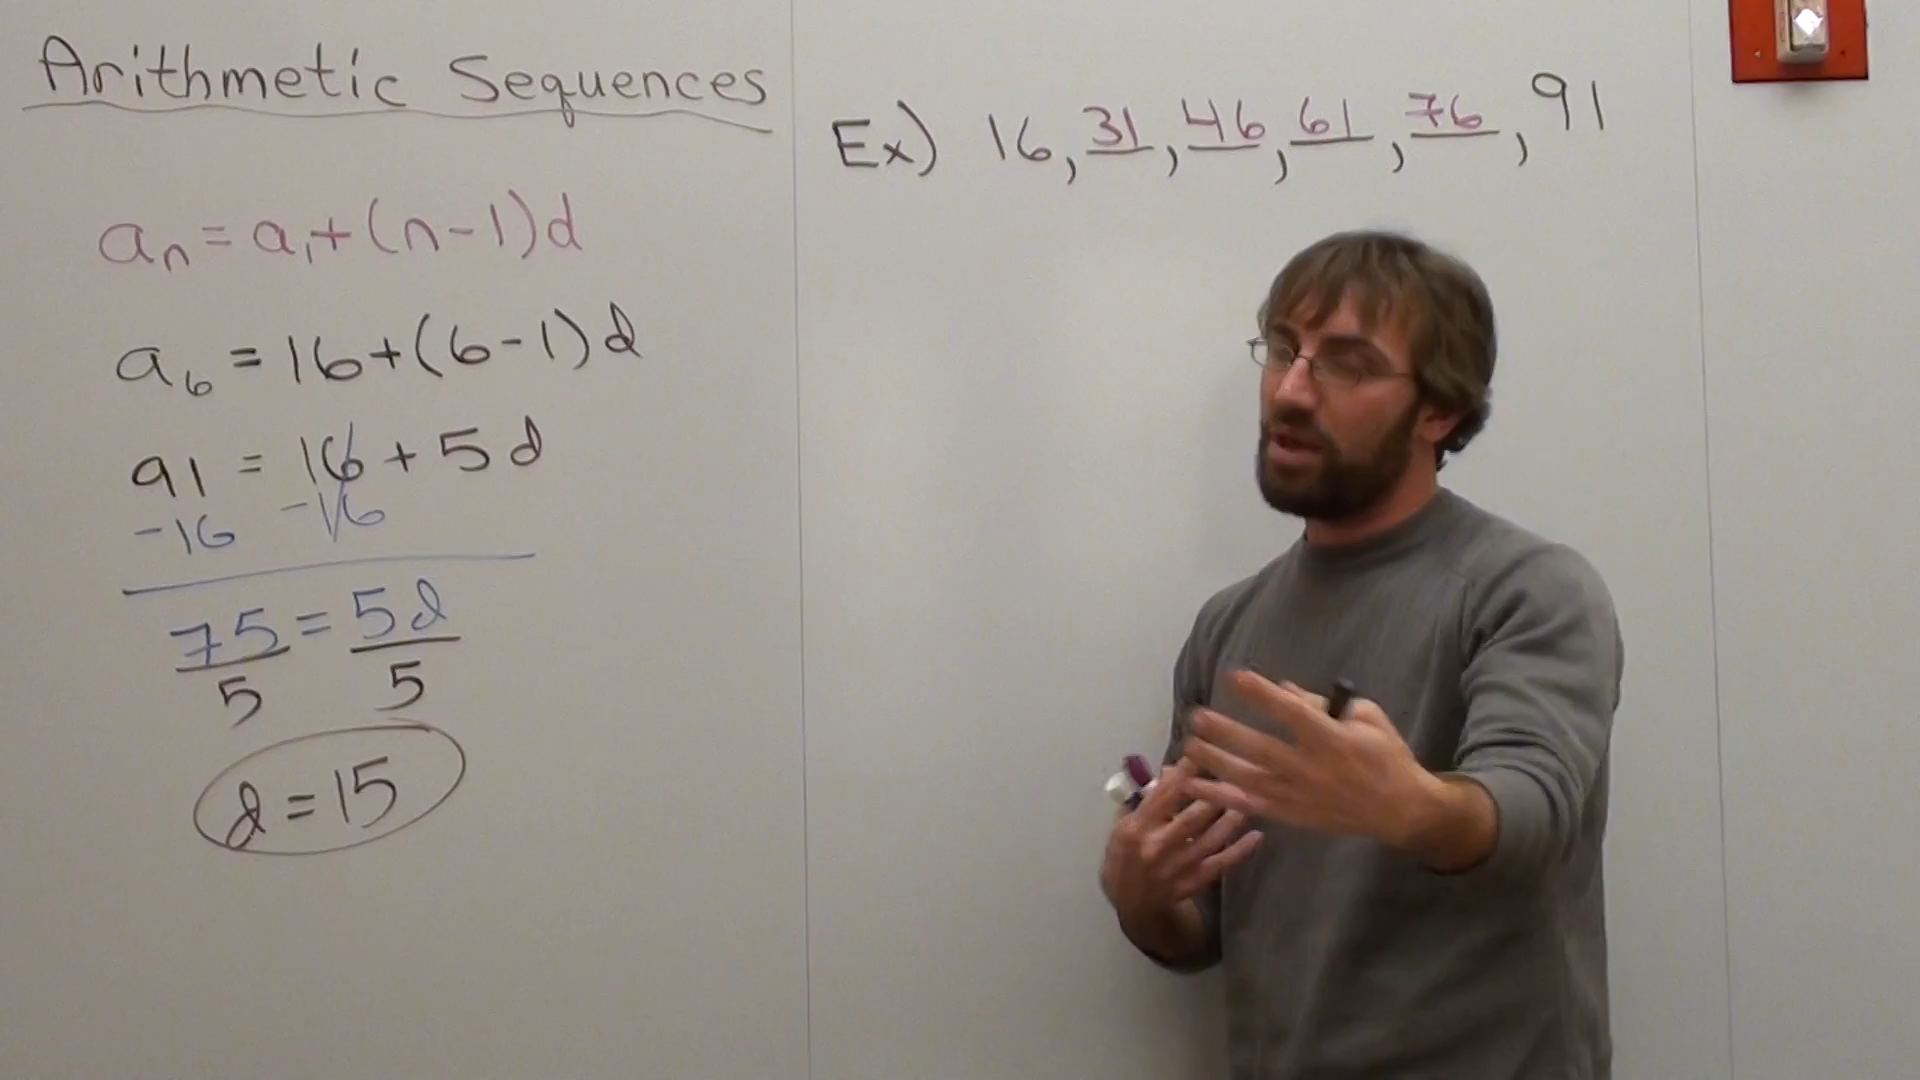 Arithmetic Sequences
aₙ = a₁ + (n-1)d
a₆ = 16 + (6-1)d
91 = 16 + 5d
-16 -16
75 = 5d
5 5
d = 15
Ex) 16, 31, 46, 61, 76, 91